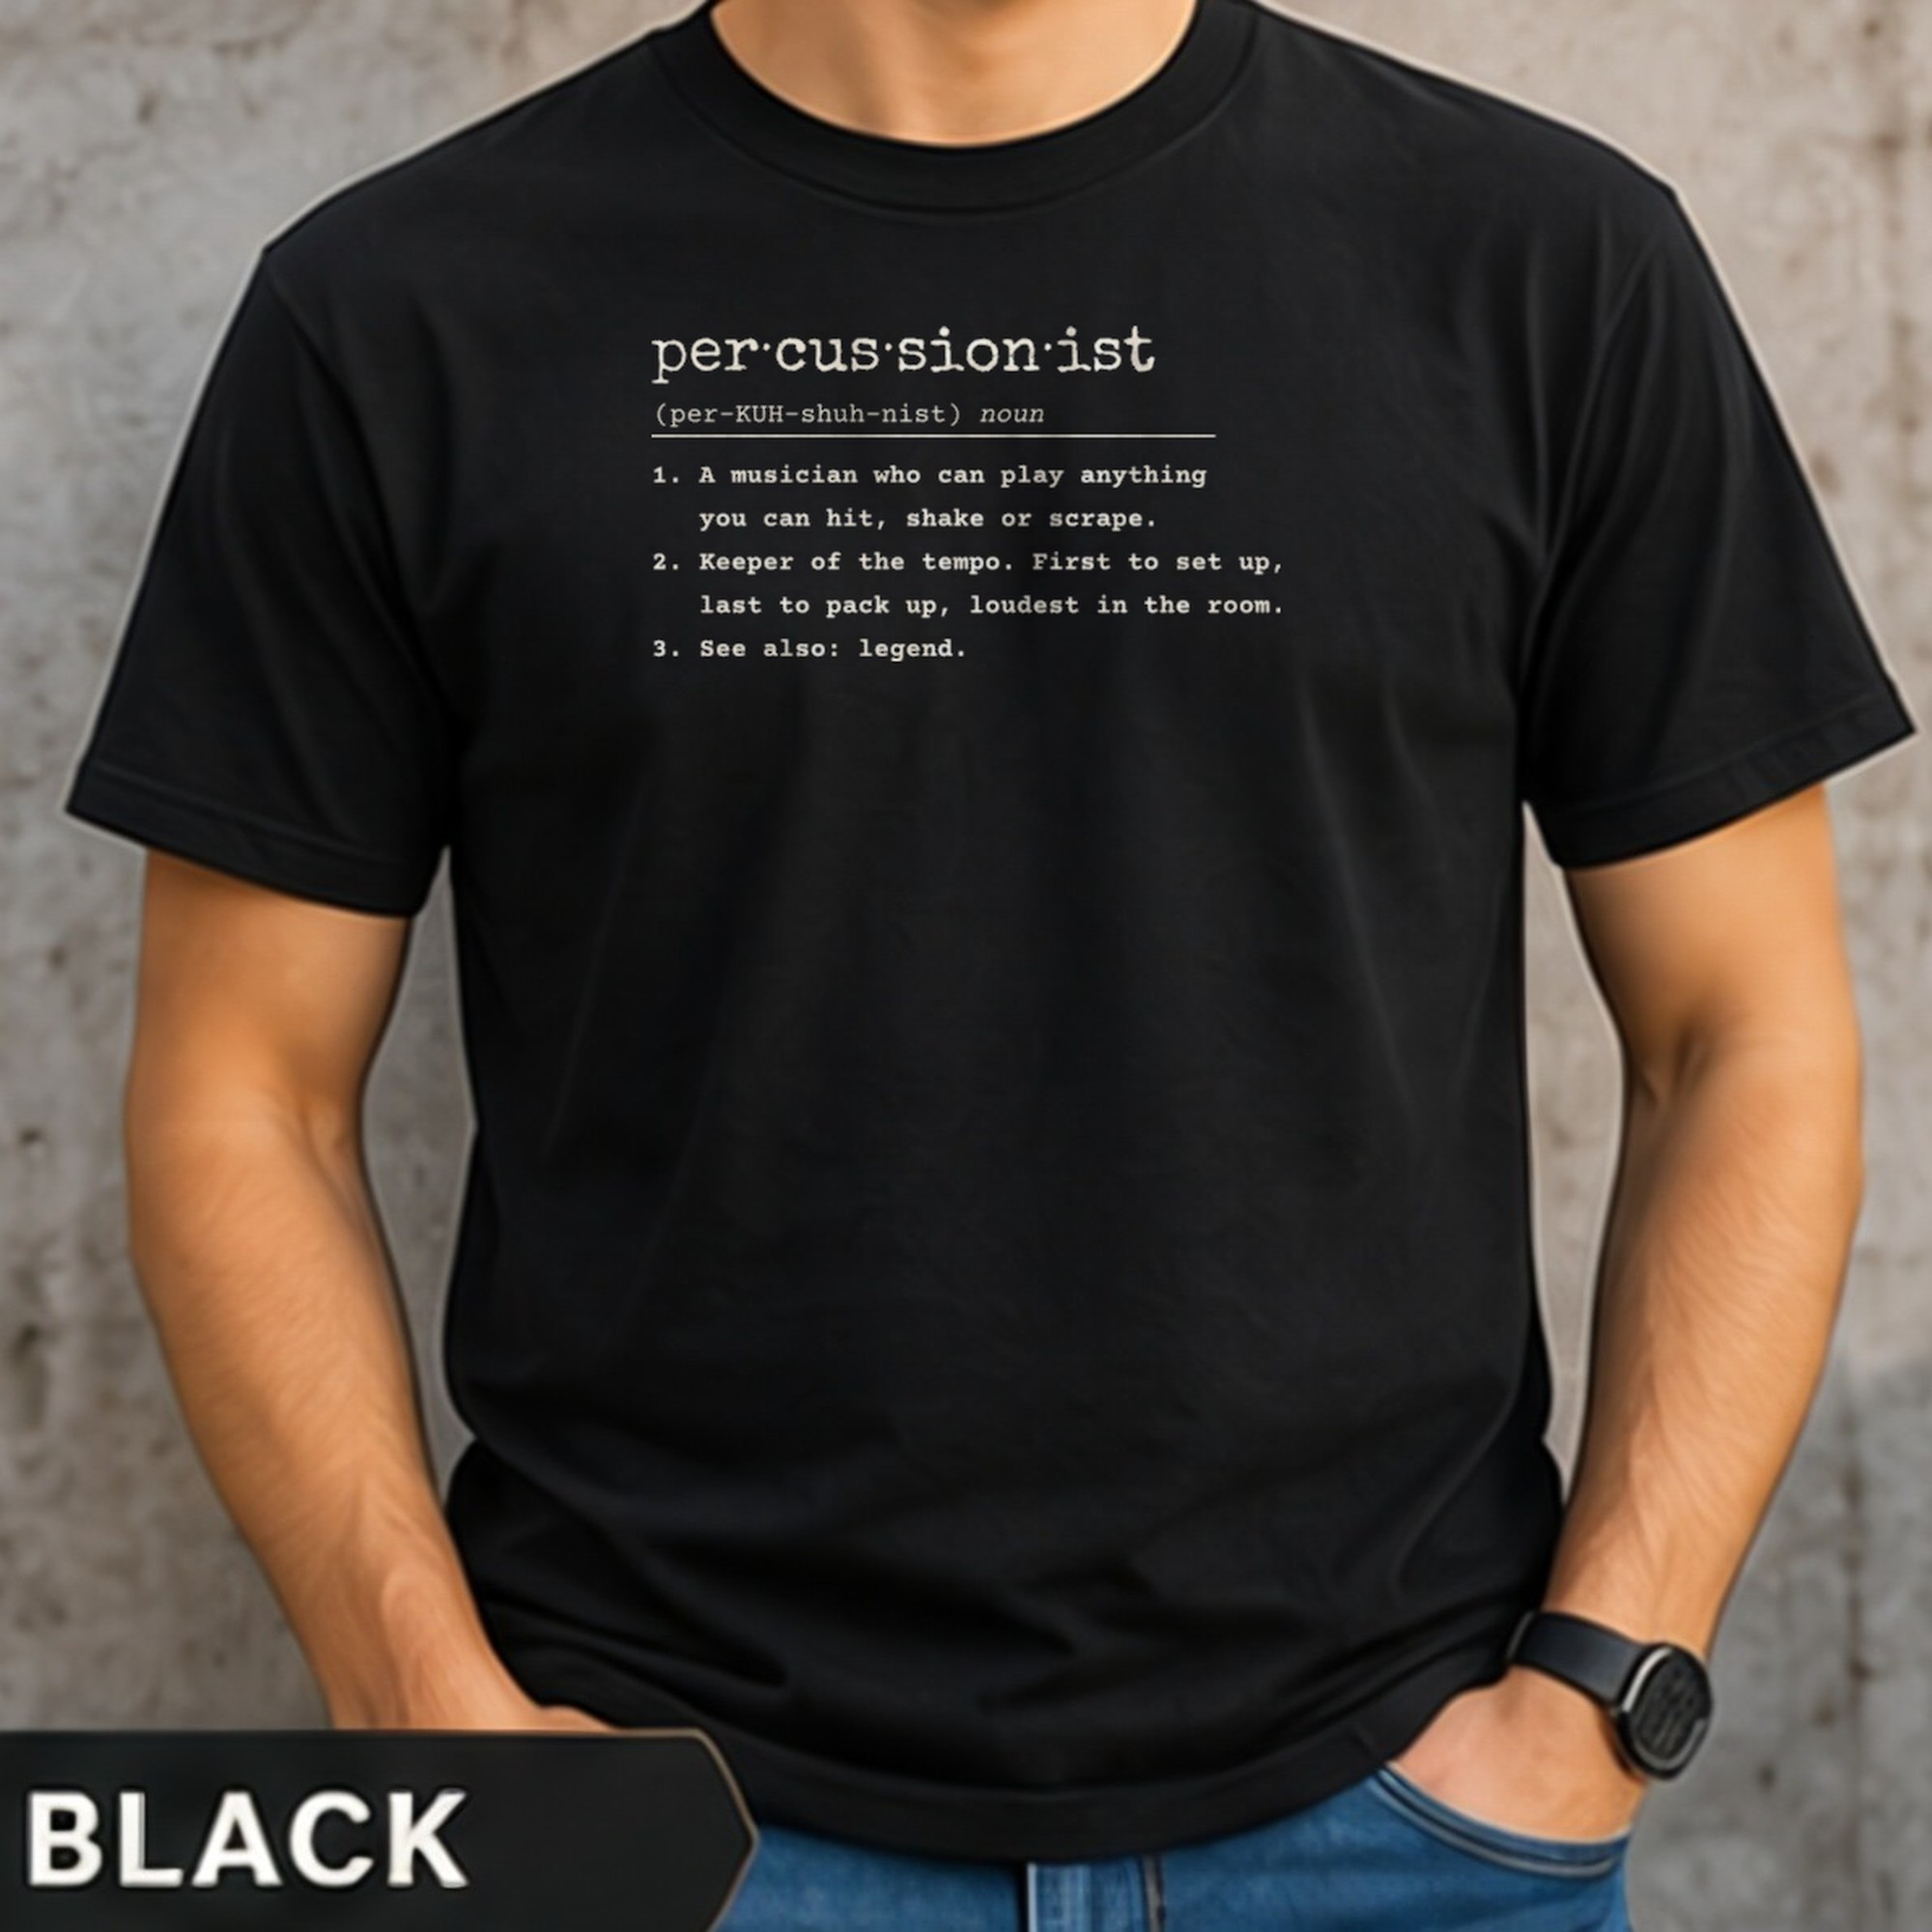 per·cus·sion·ist
(per-KUH-shuh-nist) noun
1. A musician who can play anything
you can hit, shake or scrape.
2. Keeper of the tempo. First to set up,
last to pack up, loudest in the room.
3. See also: legend.
BLACK